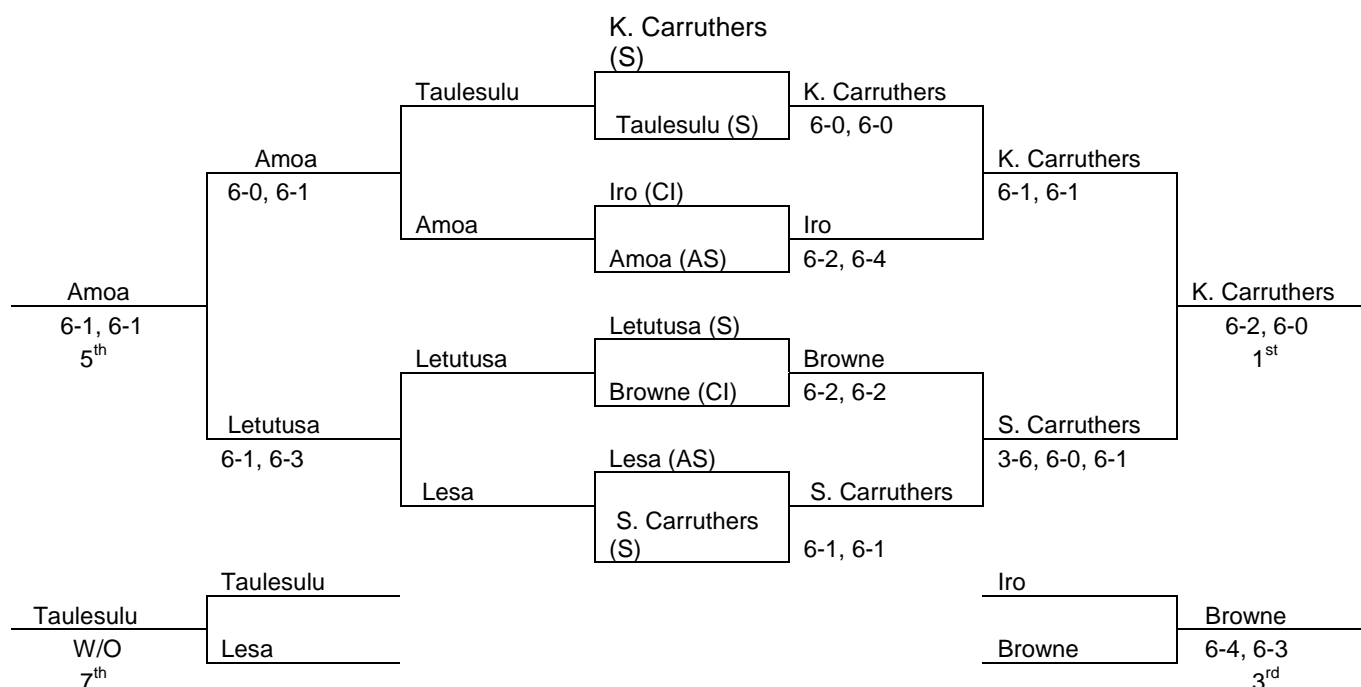 K. Carruthers
(S)
Taulesulu
K. Carruthers
Taulesulu (S)
6-0, 6-0
Amoa
K. Carruthers
6-0, 6-1
Iro (CI)
6-1, 6-1
Amoa
Iro
Amoa (AS)
6-2, 6-4
Amoa
K. Carruthers
6-1, 6-1
Letutusa (S)
6-2, 6-0
5th
Letutusa
Browne
1st
Browne (CI)
6-2, 6-2
Letutusa
S. Carruthers
6-1, 6-3
Lesa (AS)
3-6, 6-0, 6-1
Lesa
S. Carruthers
S. Carruthers
(S)
6-1, 6-1
Taulesulu
Iro
Taulesulu
Browne
W/O
Lesa
Browne
6-4, 6-3
7th
3rd